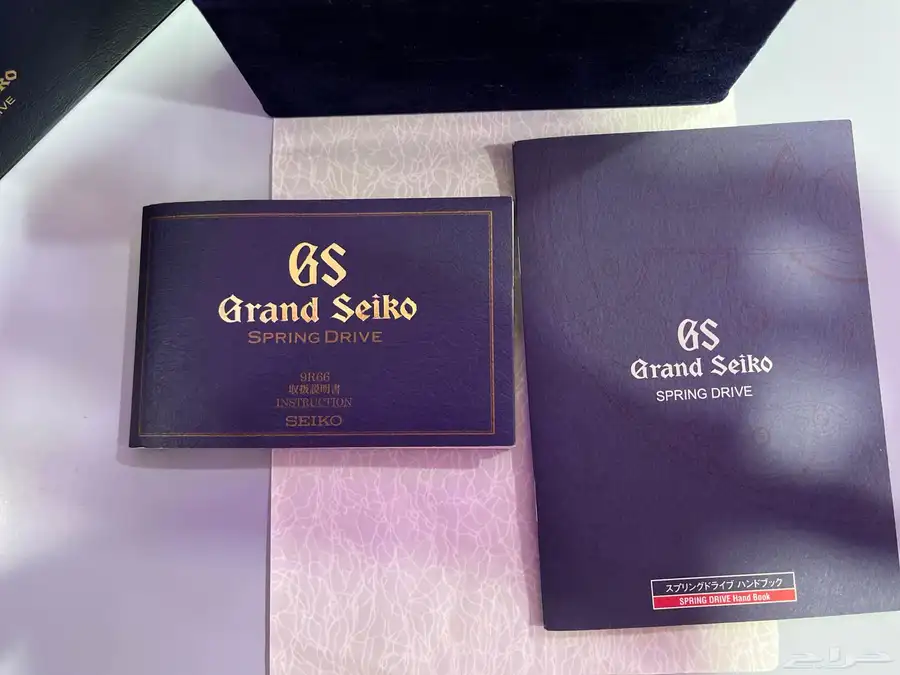 GS
Grand Seiko
SPRING DRIVE
9R66
取扱説明書
INSTRUCTION
SEIKO
GS
Grand Seiko
SPRING DRIVE
スプリングドライブ ハンドブック
SPRING DRIVE Hand Book
حراج